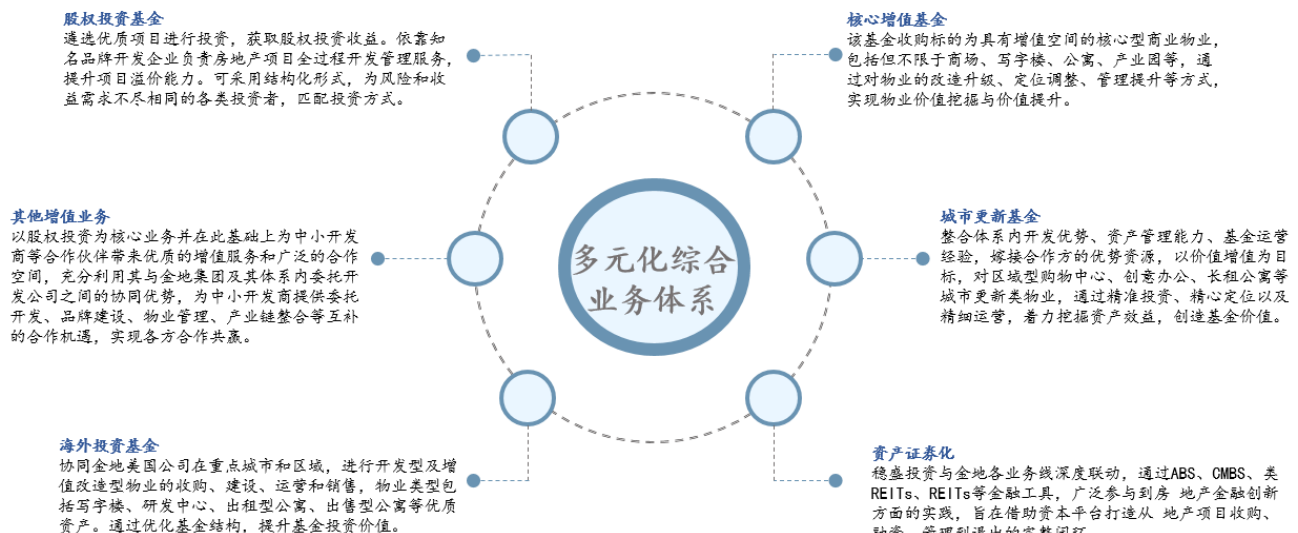 股权投资基金
遴选优质项目进行投资，获取股权投资收益。依靠知
名品牌开发企业负责房地产项目全过程开发管理服务，
提升项目溢价能力。可采用结构化形式，为风险和收
益需求不尽相同的各类投资者，匹配投资方式。
核心增值基金
该基金收购标的为具有增值空间的核心型商业物业，
包括但不限于商场、写字楼、公寓、产业园等，通
过对物业的改造升级、定位调整、管理提升等方式，
实现物业价值挖掘与价值提升。
其他增值业务
以股权投资为核心业务并在此基础上为中小开发
商等合作伙伴带来优质的增值服务和广泛的合作
空间，充分利用其与金地集团及其体系内委托开
发公司之间的协同优势，为中小开发商提供委托
开发、品牌建设、物业管理、产业链整合等互补
的合作机遇，实现各方合作共赢。
多元化综合
业务体系
城市更新基金
整合体系内开发优势、资产管理能力、基金运营
经验，嫁接合作方的优势资源，以价值增值为目
标，对区域型购物中心、创意办公、长租公寓等
城市更新类物业，通过精准投资、精心定位以及
精细运营，着力挖掘资产效益，创造基金价值。
海外投资基金
协同金地美国公司在重点城市和区域，进行开发型及增
值改造型物业的收购、建设、运营和销售，物业类型包
括写字楼、研发中心、出租型公寓、出售型公寓等优质
资产。通过优化基金结构，提升基金投资价值。
资产证券化
稳盛投资与金地各业务线深度联动，通过ABS、CMBS、类
REITs、REITs等金融工具，广泛参与到房 地产金融创新
方面的实践，旨在借助资本平台打造从 地产项目收购、
融资、管理到退出的完整闭环